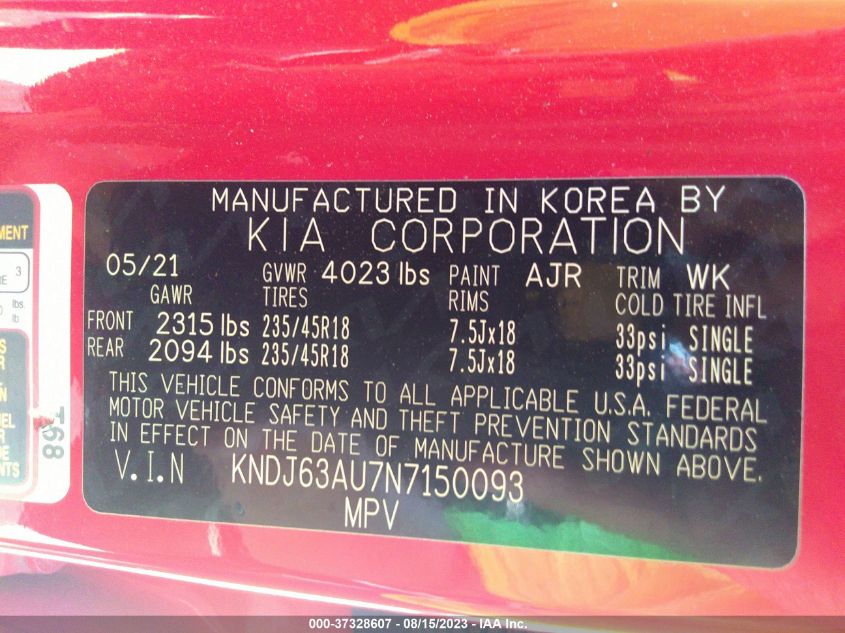 MANUFACTURED IN KOREA BY
KIA CORPORATION
05/21 GVWR 4023 lbs PAINT AJR TRIM WK
GAWR TIRES RIMS COLD TIRE INFL
FRONT 2315 lbs 235/45R18 7.5Jx18 33psi SINGLE
REAR 2094 lbs 235/45R18 7.5Jx18 33psi SINGLE
THIS VEHICLE CONFORMS TO ALL APPLICABLE U.S.A. FEDERAL
MOTOR VEHICLE SAFETY AND THEFT PREVENTION STANDARDS
IN EFFECT ON THE DATE OF MANUFACTURE SHOWN ABOVE.
V.I.N KNDJ63AU7N7150093
MPV
3
lbs.
T68
000-37328607 - 08/15/2023 - IAA Inc.